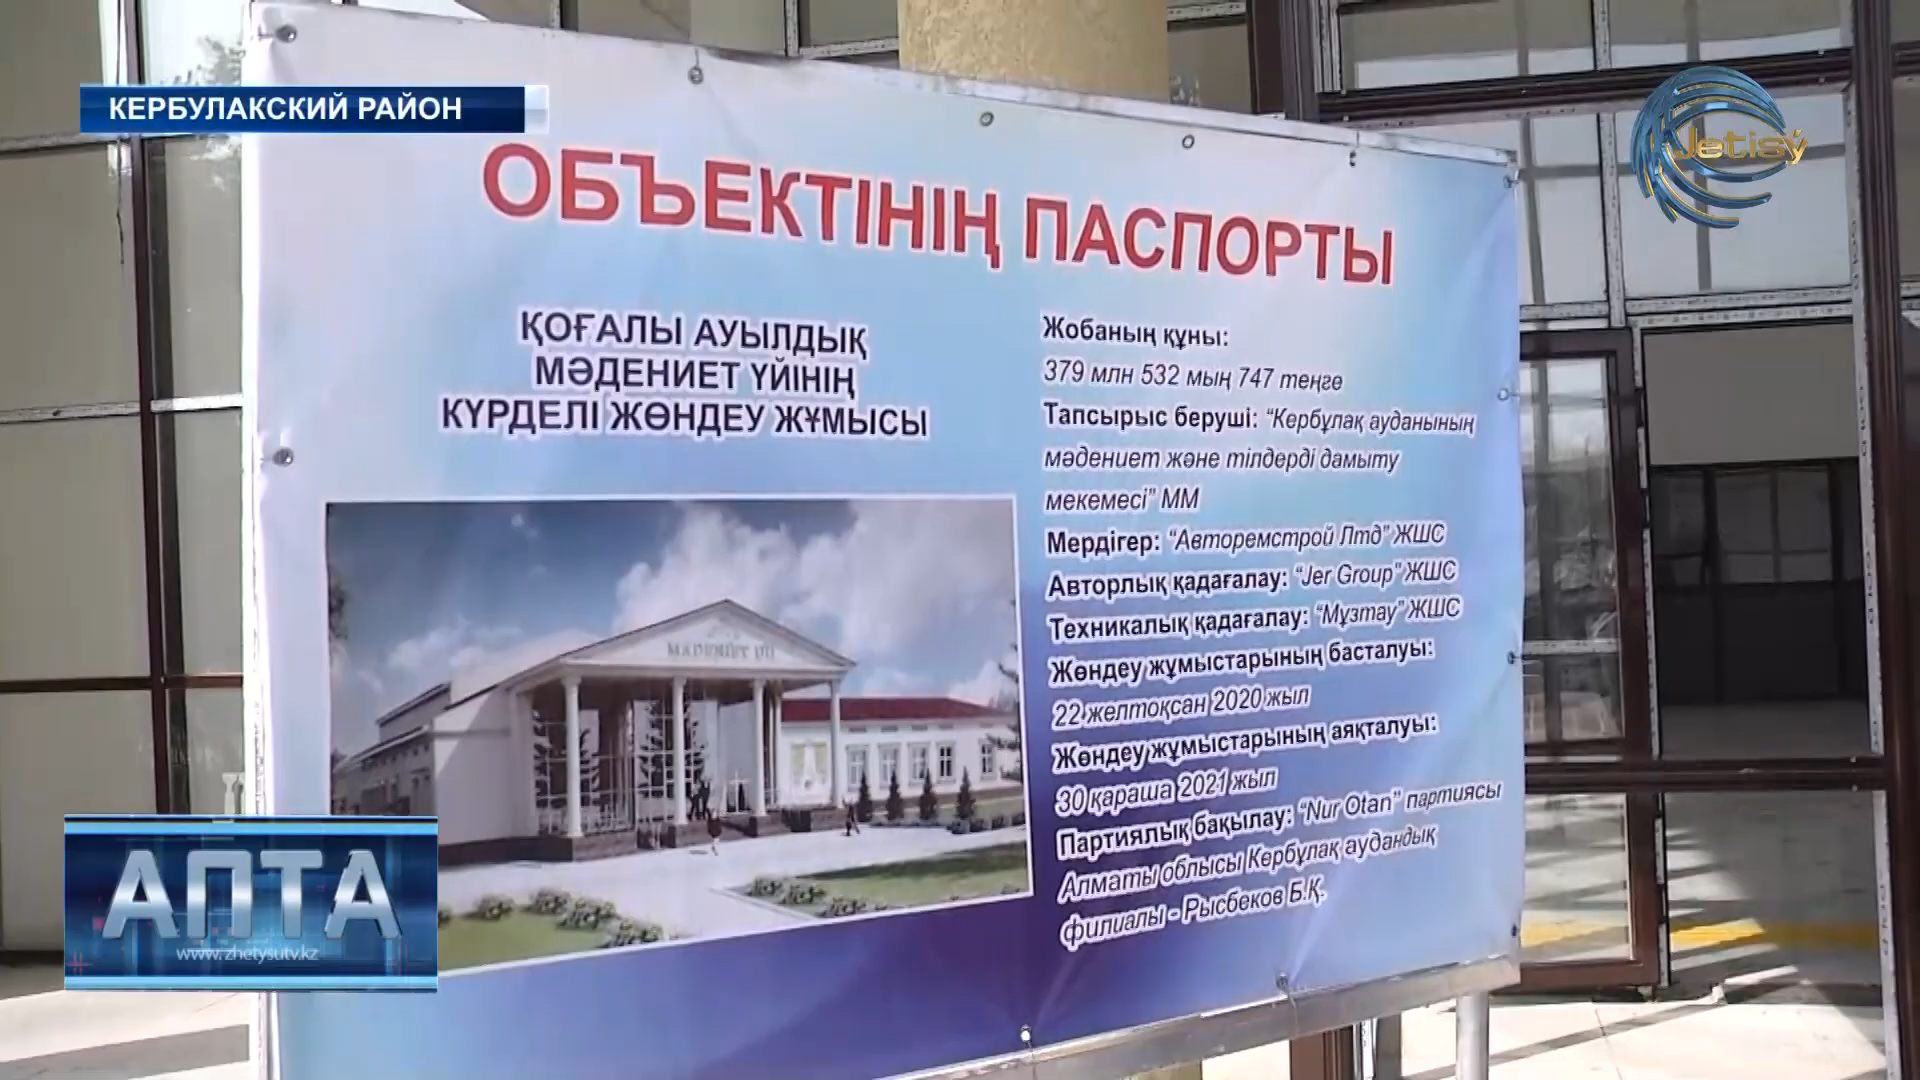 КЕРБУЛАКСКИЙ РАЙОН
Jetisý
ОБЪЕКТІНІҢ ПАСПОРТЫ
ҚОҒАЛЫ АУЫЛДЫҚ
МӘДЕНИЕТ ҮЙІНІҢ
КҮРДЕЛІ ЖӨНДЕУ ЖҰМЫСЫ
МӘДЕНИЕТ ҮЙІ
Жобаның құны:
379 млн 532 мың 747 теңге
Тапсырыс беруші: “Кербұлақ ауданының
мәдениет және тілдерді дамыту
мекемесі” ММ
Мердігер: “Авторемстрой Лтд” ЖШС
Авторлық қадағалау: “Jer Group” ЖШС
Техникалық қадағалау: “Мұзтау” ЖШС
Жөндеу жұмыстарының басталуы:
22 желтоқсан 2020 жыл
Жөндеу жұмыстарының аяқталуы:
30 қараша 2021 жыл
Партиялық бақылау: “Nur Otan” партиясы
Алматы облысы Кербұлақ аудандық
филиалы - Рысбеков Б.Қ.
АПТА
www.zhetysutv.kz